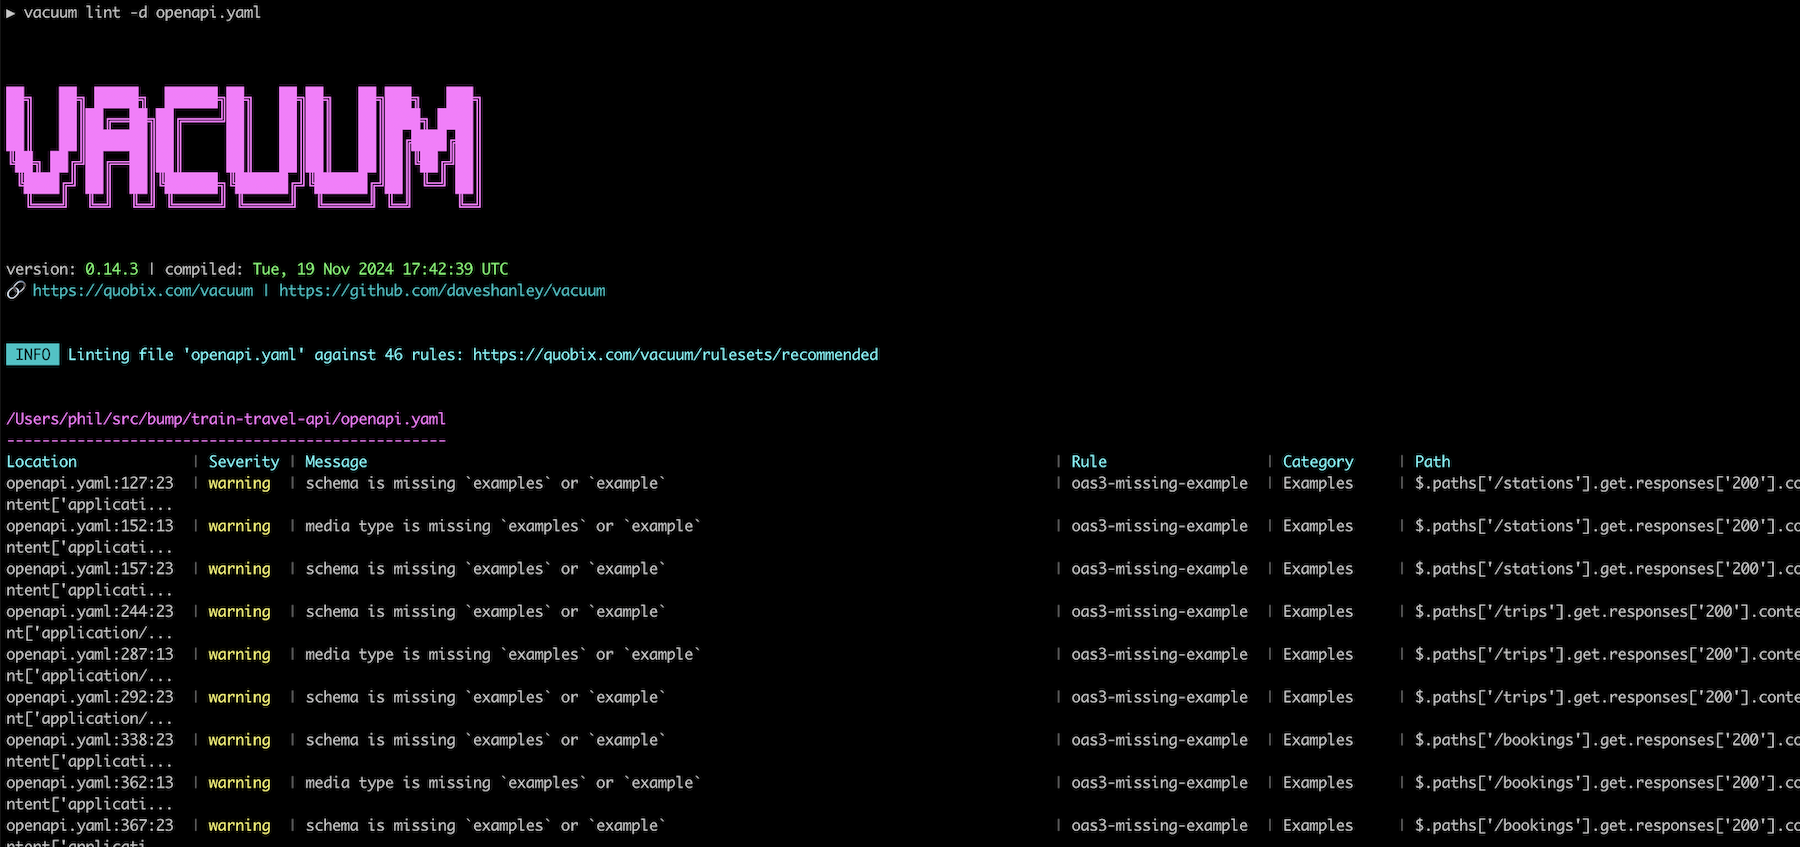 ▶ vacuum lint -d openapi.yaml
VACUUM
version: 0.14.3 | compiled: Tue, 19 Nov 2024 17:42:39 UTC
🔗 https://quobix.com/vacuum | https://github.com/daveshanley/vacuum
INFO Linting file 'openapi.yaml' against 46 rules: https://quobix.com/vacuum/rulesets/recommended
/Users/phil/src/bump/train-travel-api/openapi.yaml
--------------------------------------------------
Location | Severity | Message | Rule | Category | Path
openapi.yaml:127:23 | warning | schema is missing `examples` or `example` | oas3-missing-example | Examples | $.paths['/stations'].get.responses['200'].co
ntent['applicati...
openapi.yaml:152:13 | warning | media type is missing `examples` or `example` | oas3-missing-example | Examples | $.paths['/stations'].get.responses['200'].co
ntent['applicati...
openapi.yaml:157:23 | warning | schema is missing `examples` or `example` | oas3-missing-example | Examples | $.paths['/stations'].get.responses['200'].co
ntent['applicati...
openapi.yaml:244:23 | warning | schema is missing `examples` or `example` | oas3-missing-example | Examples | $.paths['/trips'].get.responses['200'].conte
nt['application/...
openapi.yaml:287:13 | warning | media type is missing `examples` or `example` | oas3-missing-example | Examples | $.paths['/trips'].get.responses['200'].conte
nt['application/...
openapi.yaml:292:23 | warning | schema is missing `examples` or `example` | oas3-missing-example | Examples | $.paths['/trips'].get.responses['200'].conte
nt['application/...
openapi.yaml:338:23 | warning | schema is missing `examples` or `example` | oas3-missing-example | Examples | $.paths['/bookings'].get.responses['200'].co
ntent['applicati...
openapi.yaml:362:13 | warning | media type is missing `examples` or `example` | oas3-missing-example | Examples | $.paths['/bookings'].get.responses['200'].co
ntent['applicati...
openapi.yaml:367:23 | warning | schema is missing `examples` or `example` | oas3-missing-example | Examples | $.paths['/bookings'].get.responses['200'].co
ntent['applicati...